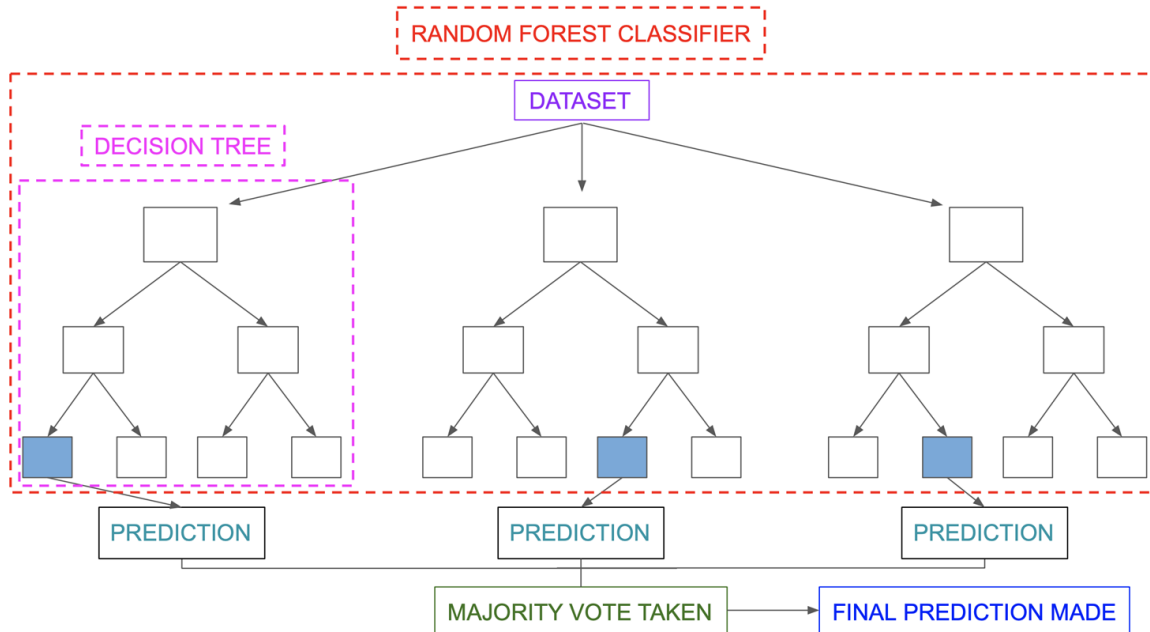 RANDOM FOREST CLASSIFIER
DATASET
DECISION TREE
PREDICTION
PREDICTION
PREDICTION
MAJORITY VOTE TAKEN
FINAL PREDICTION MADE